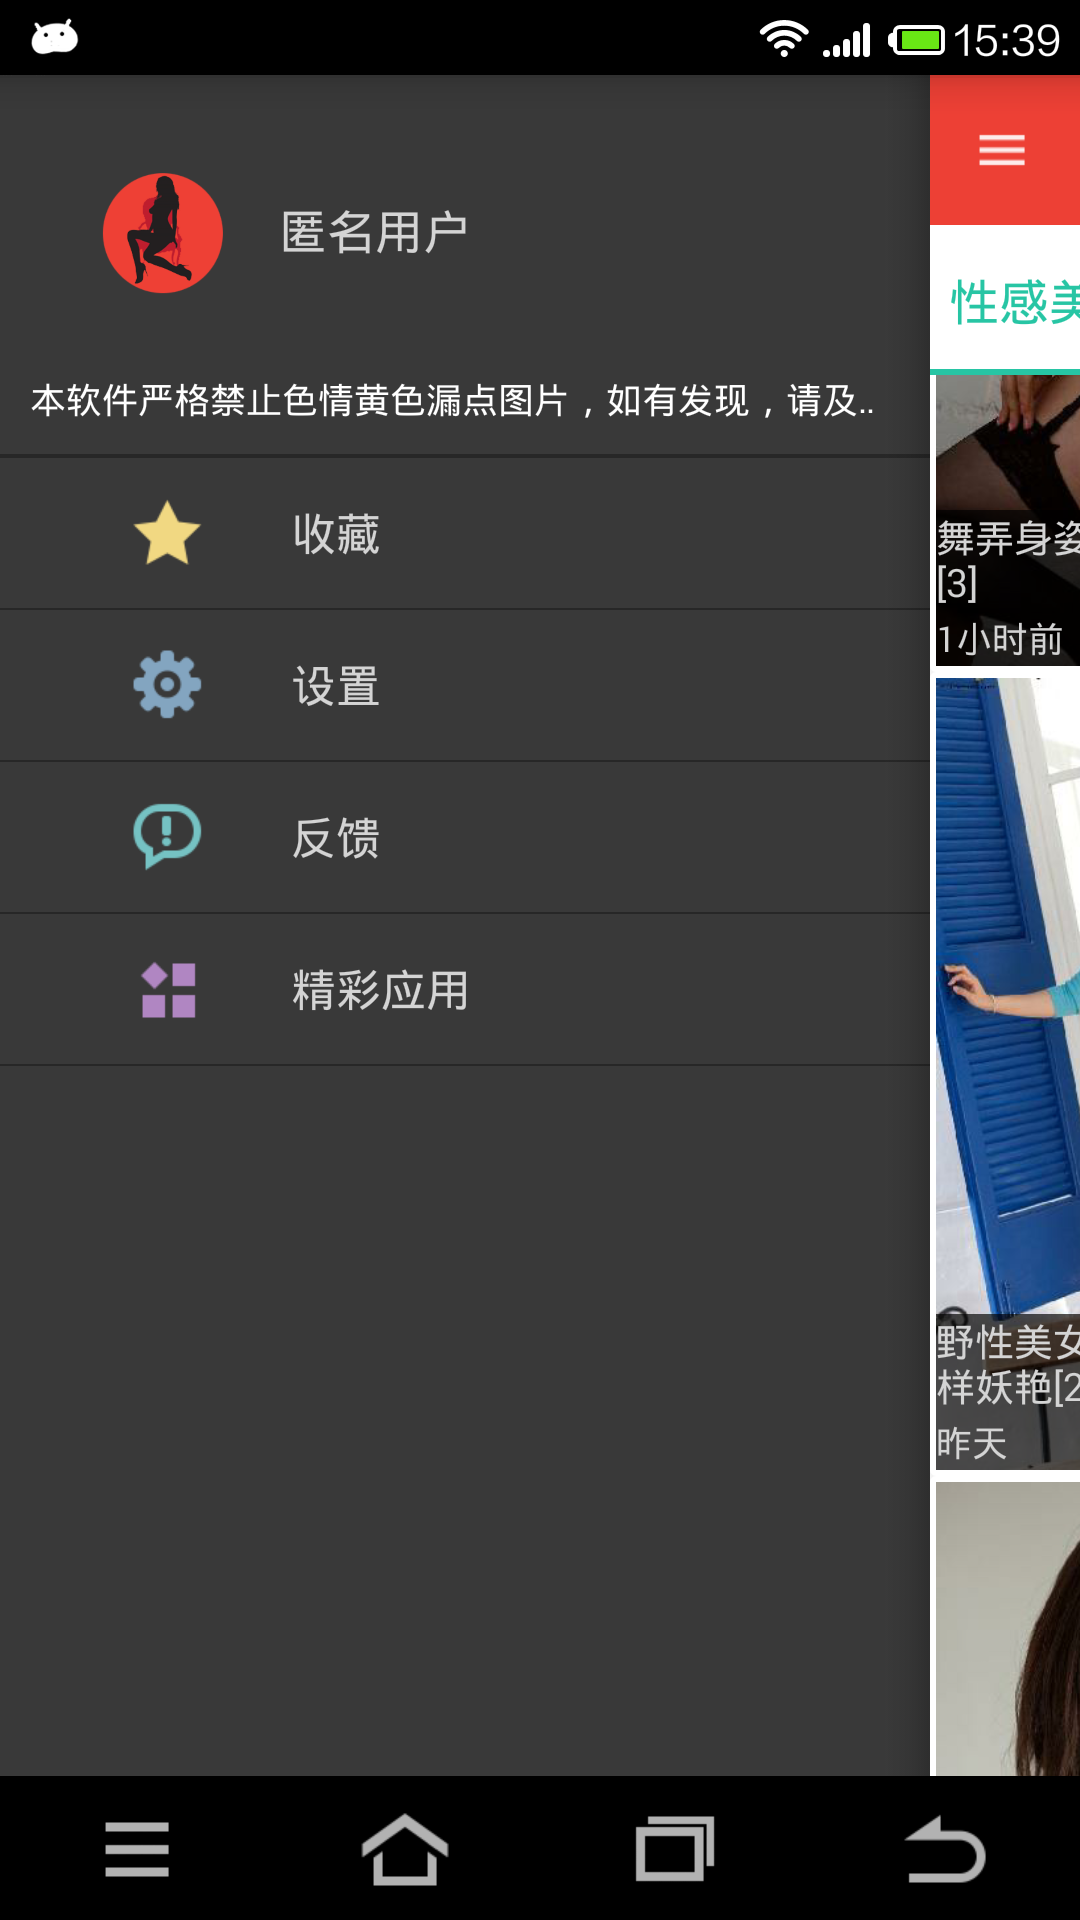 15:39
匿名用户
本软件严格禁止色情黄色漏点图片，如有发现，请及..
收藏
设置
反馈
精彩应用
性感美
舞弄身姿
[3]
1小时前
野性美女
样妖艳[2
昨天